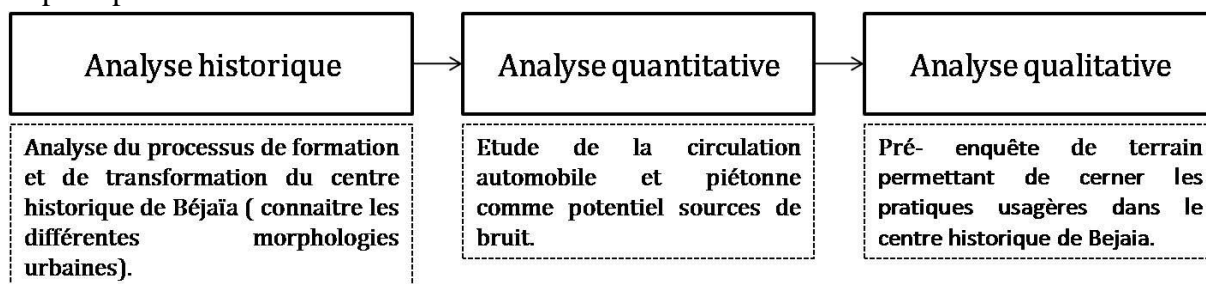 Analyse historique
Analyse quantitative
Analyse qualitative
Analyse du processus de formation
et de transformation du centre
historique de Béjaïa ( connaitre les
différentes morphologies
urbaines).
Etude de la circulation
automobile et piétonne
comme potentiel sources de
bruit.
Pré- enquête de terrain
permettant de cerner les
pratiques usagères dans le
centre historique de Bejaia.